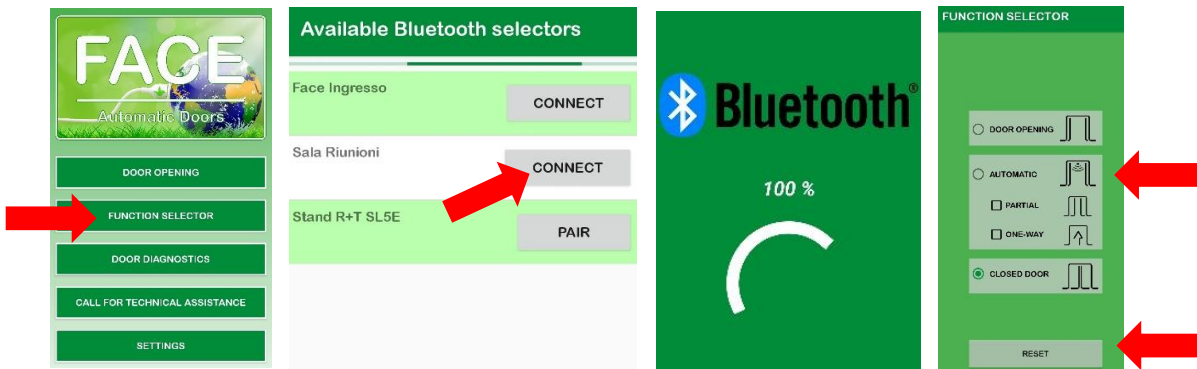 FACE
Automatic Doors
DOOR OPENING
FUNCTION SELECTOR
DOOR DIAGNOSTICS
CALL FOR TECHNICAL ASSISTANCE
SETTINGS
Available Bluetooth selectors
Face Ingresso
CONNECT
Sala Riunioni
CONNECT
Stand R+T SL5E
PAIR
Bluetooth®
100 %
FUNCTION SELECTOR
DOOR OPENING
AUTOMATIC
PARTIAL
ONE-WAY
CLOSED DOOR
RESET